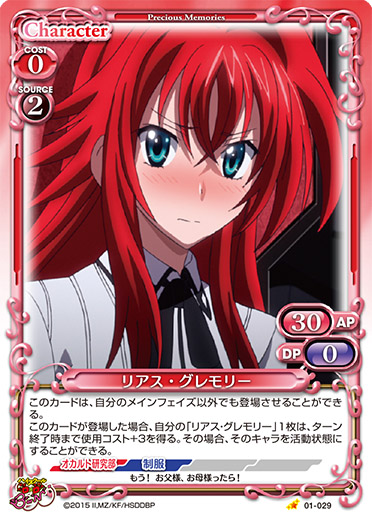 Precious Memories
Character
COST
0
SOURCE
2
30 AP
DP 0
リアス・グレモリー
このカードは、自分のメインフェイズ以外でも登場させることができ
る。
このカードが登場した場合、自分の「リアス・グレモリー」1枚は、ターン
終了時まで使用コスト+3を得る。その場合、そのキャラを活動状態に
することができる。
オカルト研究部 制服
もう! お父様、お母様ったら!
©2015 II,MZ/KF/HSDDBP
01-029